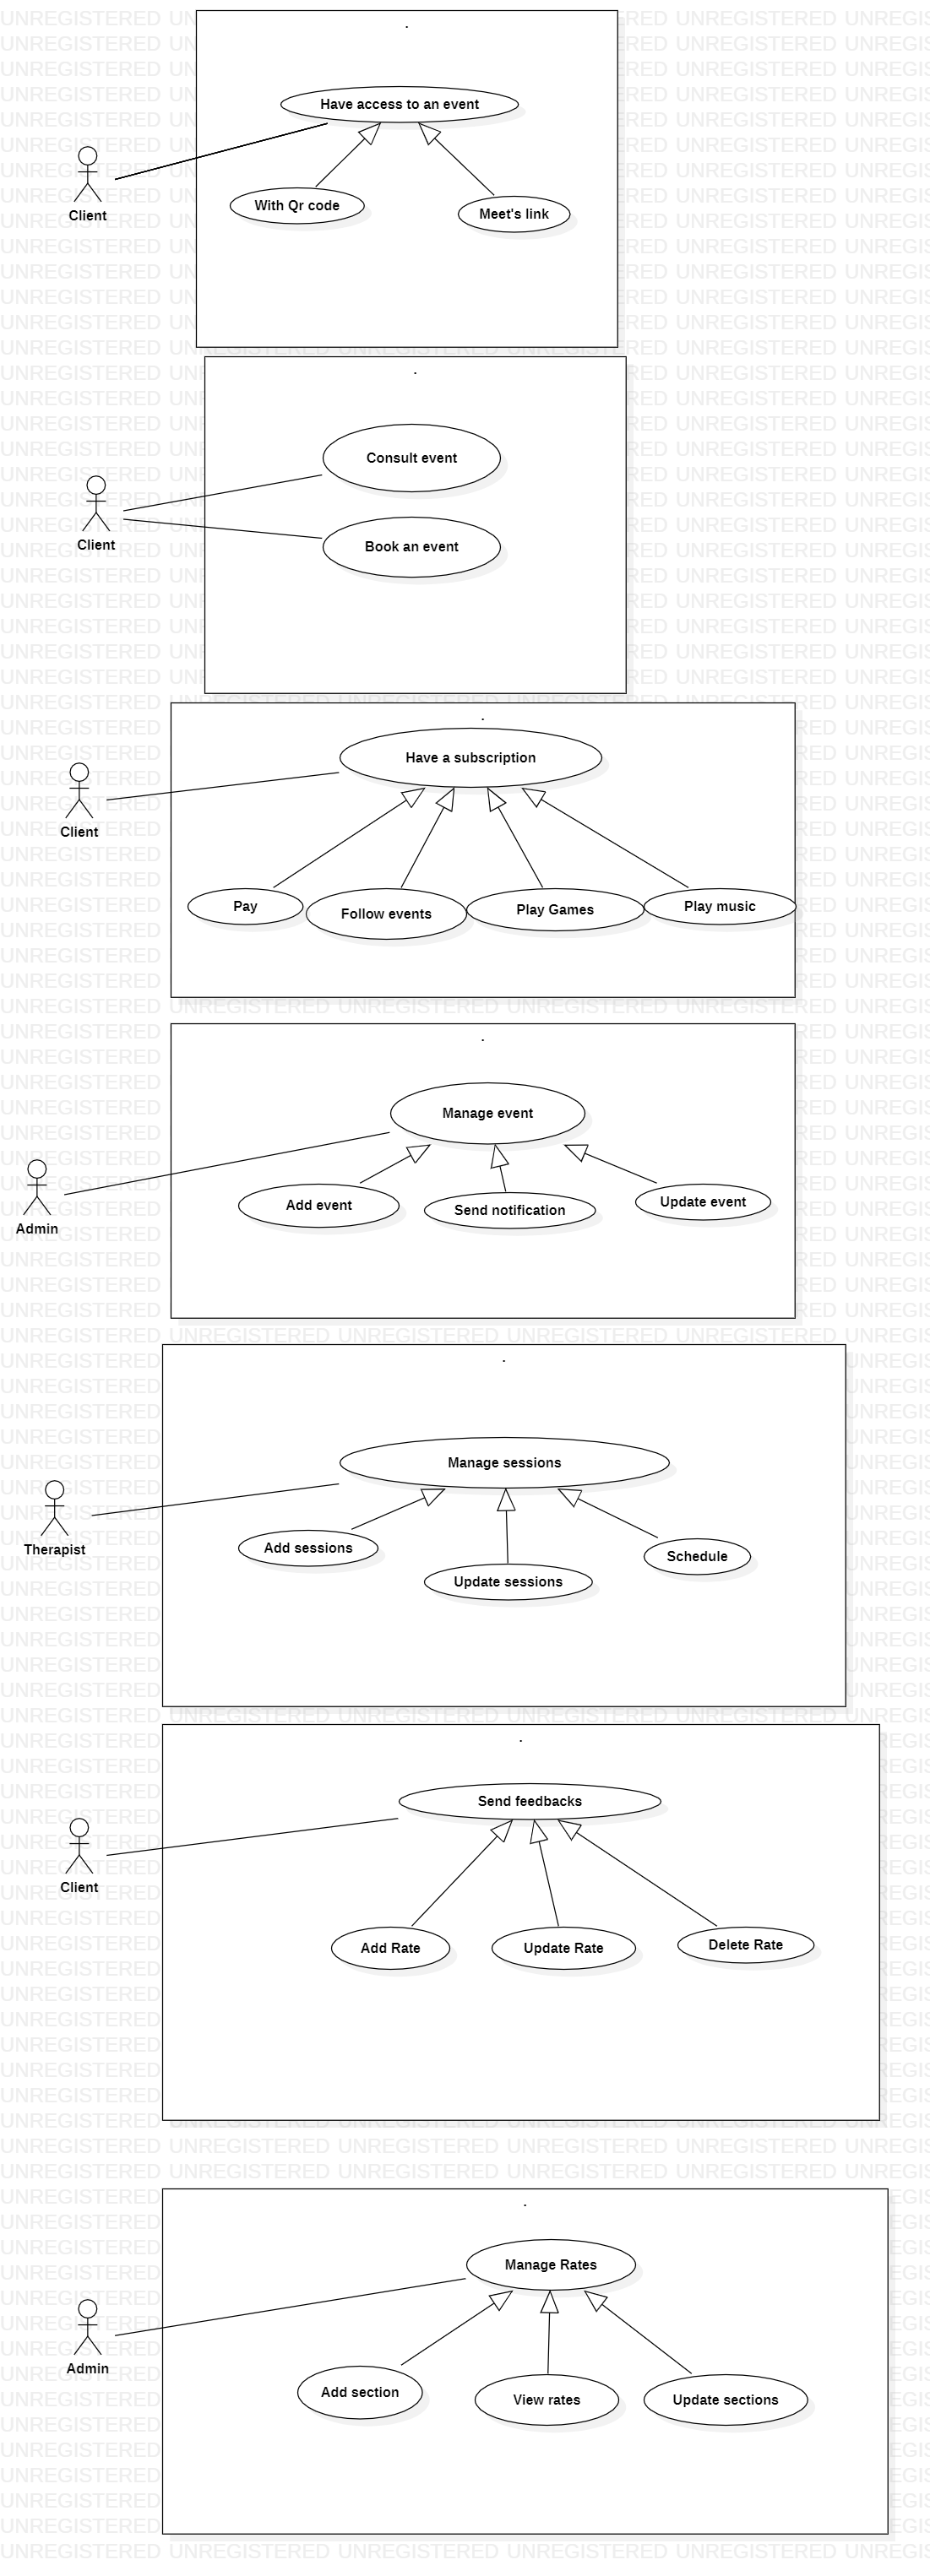 .
Have access to an event
With Qr code
Meet's link
Client
.
Consult event
Book an event
Client
.
Have a subscription
Client
Pay
Follow events
Play Games
Play music
.
Manage event
Add event
Send notification
Update event
Admin
.
Manage sessions
Add sessions
Update sessions
Schedule
Therapist
.
Send feedbacks
Client
Add Rate
Update Rate
Delete Rate
.
Manage Rates
Admin
Add section
View rates
Update sections
UNREGISTERED